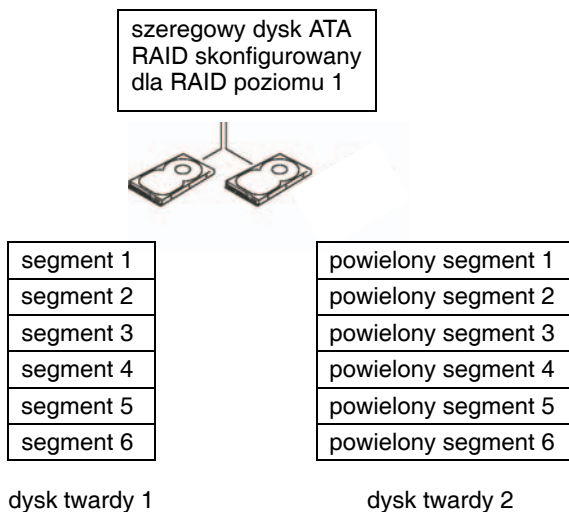 szeregowy dysk ATA
RAID skonfigurowany
dla RAID poziomu 1
segment 1
segment 2
segment 3
segment 4
segment 5
segment 6
powielony segment 1
powielony segment 2
powielony segment 3
powielony segment 4
powielony segment 5
powielony segment 6
dysk twardy 1
dysk twardy 2